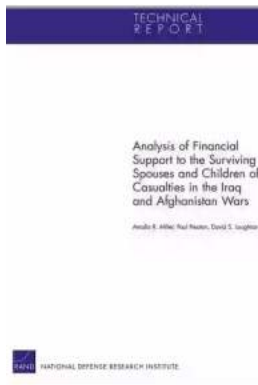 TECHNICAL
REPORT
Analysis of Financial
Support to the Surviving
Spouses and Children of
Casualties in the Iraq
and Afghanistan Wars
Amalia R. Miller, Paul Heaton, David S. Loughran
RAND NATIONAL DEFENSE RESEARCH INSTITUTE